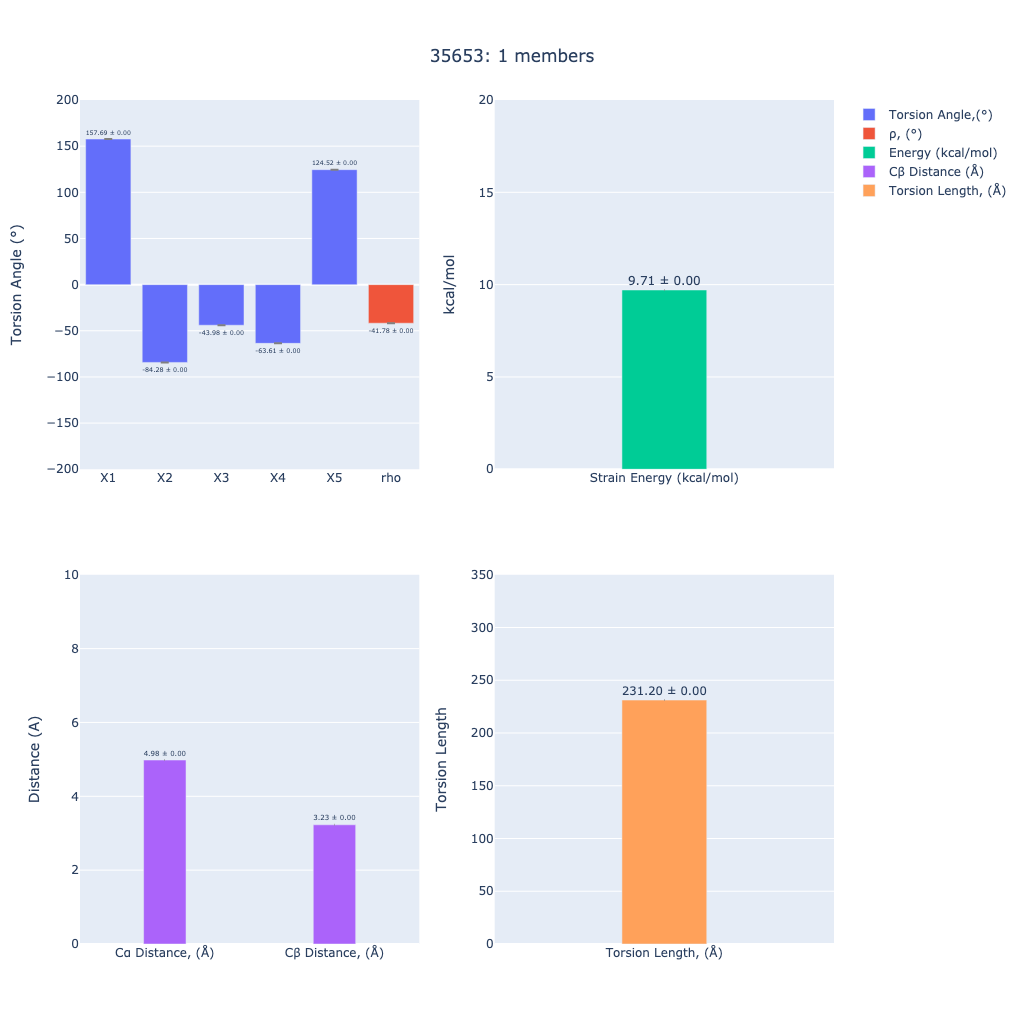 35653: 1 members
Torsion Angle (°)
200
150
100
50
0
−50
−100
−150
−200
157.69 ± 0.00
-84.28 ± 0.00
-43.98 ± 0.00
-63.61 ± 0.00
124.52 ± 0.00
-41.78 ± 0.00
X1 X2 X3 X4 X5 rho
kcal/mol
20
15
10
5
0
9.71 ± 0.00
Strain Energy (kcal/mol)
Torsion Angle,(°)
ρ, (°)
Energy (kcal/mol)
Cβ Distance (Å)
Torsion Length, (Å)
Distance (A)
10
8
6
4
2
0
4.98 ± 0.00
3.23 ± 0.00
Cα Distance, (Å) Cβ Distance, (Å)
Torsion Length
350
300
250
200
150
100
50
0
231.20 ± 0.00
Torsion Length, (Å)